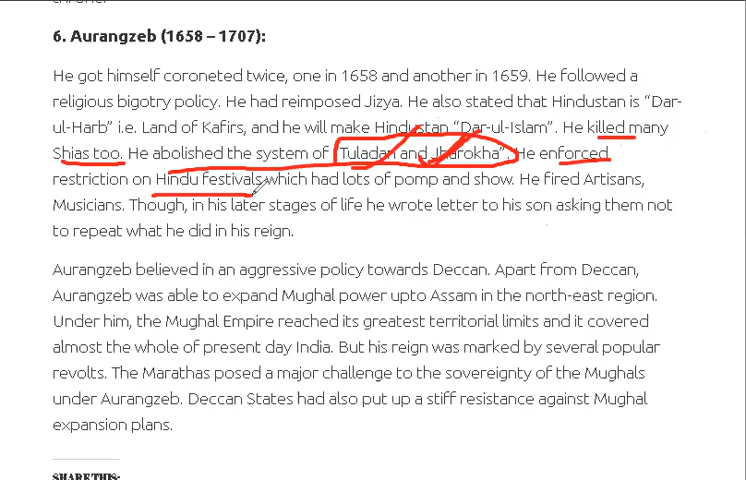 6. Aurangzeb (1658 – 1707):
He got himself coroneted twice, one in 1658 and another in 1659. He followed a
religious bigotry policy. He had reimposed Jizya. He also stated that Hindustan is “Dar-
ul-Harb” i.e. Land of Kafirs, and he will make Hindustan “Dar-ul-Islam”. He killed many
Shias too. He abolished the system of “Tuladan and Jharokha”. He enforced
restriction on Hindu festivals which had lots of pomp and show. He fired Artisans,
Musicians. Though, in his later stages of life he wrote letter to his son asking them not
to repeat what he did in his reign.
Aurangzeb believed in an aggressive policy towards Deccan. Apart from Deccan,
Aurangzeb was able to expand Mughal power upto Assam in the north-east region.
Under him, the Mughal Empire reached its greatest territorial limits and it covered
almost the whole of present day India. But his reign was marked by several popular
revolts. The Marathas posed a major challenge to the sovereignty of the Mughals
under Aurangzeb. Deccan States had also put up a stiff resistance against Mughal
expansion plans.
SHARE THIS: